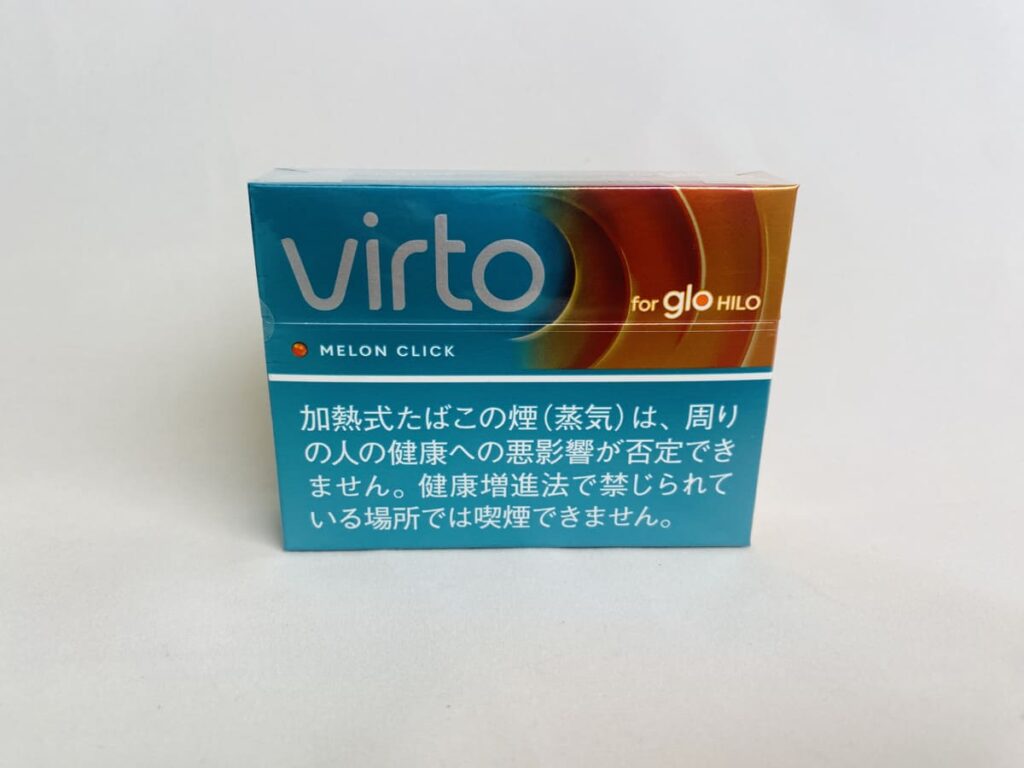 virto
for glo HILO
MELON CLICK
加熱式たばこの煙（蒸気）は、周り
の人の健康への悪影響が否定でき
ません。健康増進法で禁じられて
いる場所では喫煙できません。